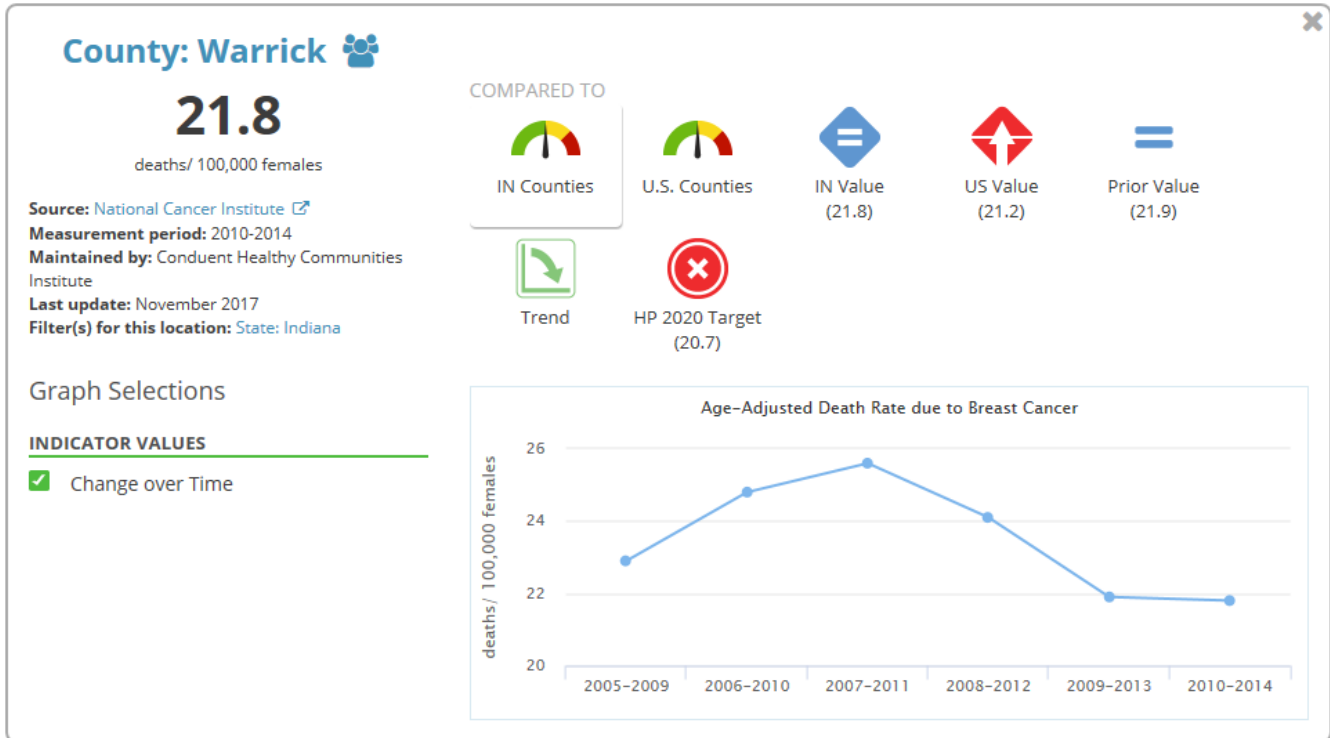 County: Warrick
21.8
deaths/ 100,000 females
Source: National Cancer Institute
Measurement period: 2010-2014
Maintained by: Conduent Healthy Communities
Institute
Last update: November 2017
Filter(s) for this location: State: Indiana
COMPARED TO
IN Counties
U.S. Counties
IN Value
(21.8)
US Value
(21.2)
Prior Value
(21.9)
Trend
HP 2020 Target
(20.7)
Graph Selections
INDICATOR VALUES
Change over Time
Age-Adjusted Death Rate due to Breast Cancer
deaths/ 100,000 females
26
24
22
20
2005-2009
2006-2010
2007-2011
2008-2012
2009-2013
2010-2014